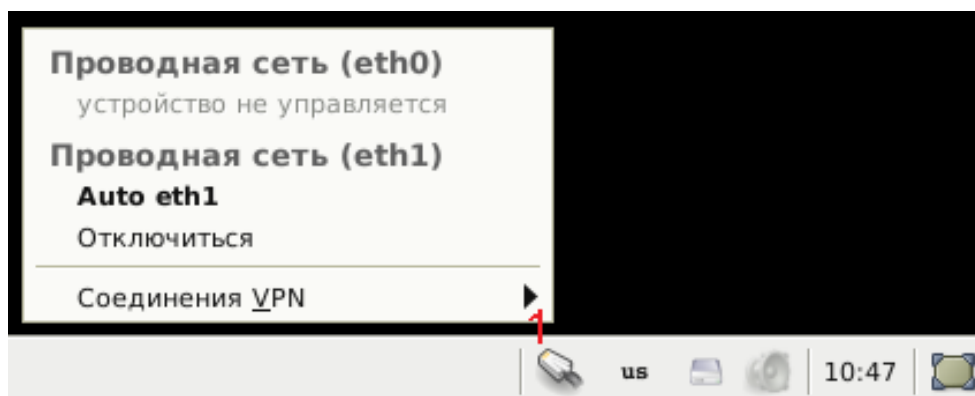 Проводная сеть (eth0)
устройство не управляется
Проводная сеть (eth1)
Auto eth1
Отключиться
Соединения VPN
1
us
10:47